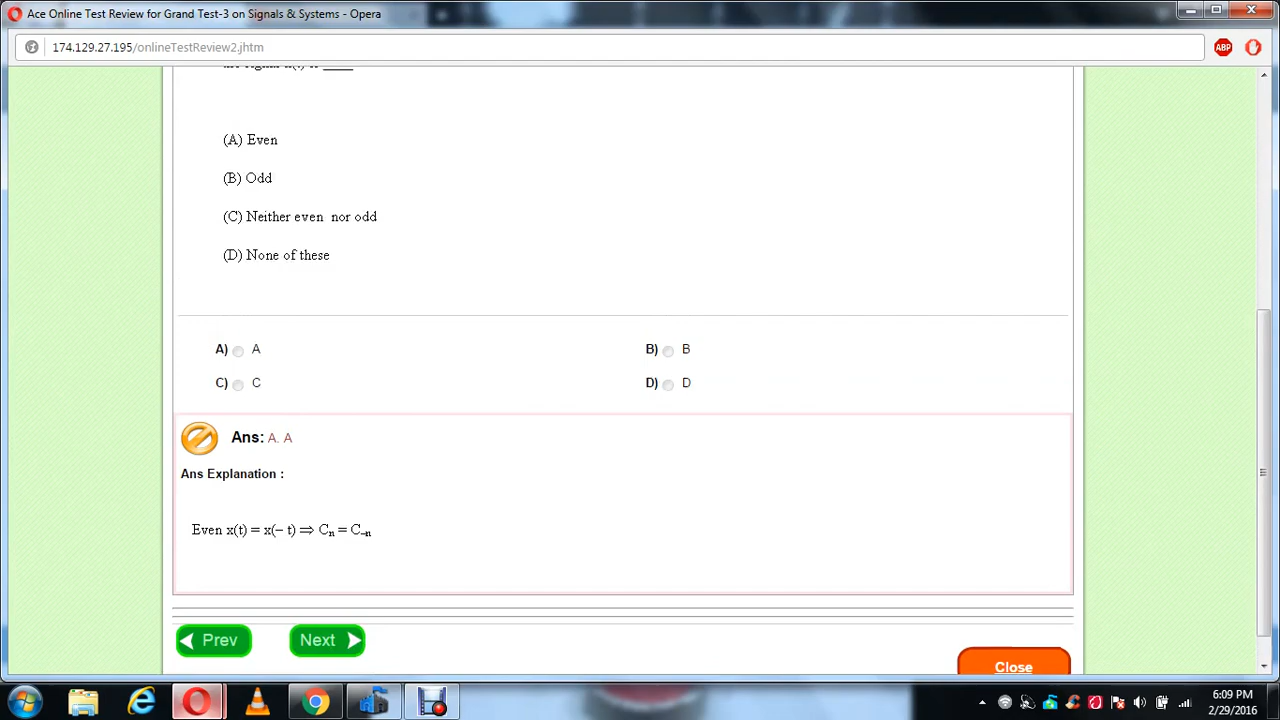 Ace Online Test Review for Grand Test-3 on Signals & Systems - Opera
174.129.27.195/onlineTestReview2.jhtm
ABP
(A) Even
(B) Odd
(C) Neither even nor odd
(D) None of these
A) A
B) B
C) C
D) D
Ans: A. A
Ans Explanation :
Even x(t) = x(– t) ⇒ Cn = C–n
Prev
Next
Close
6:09 PM
2/29/2016